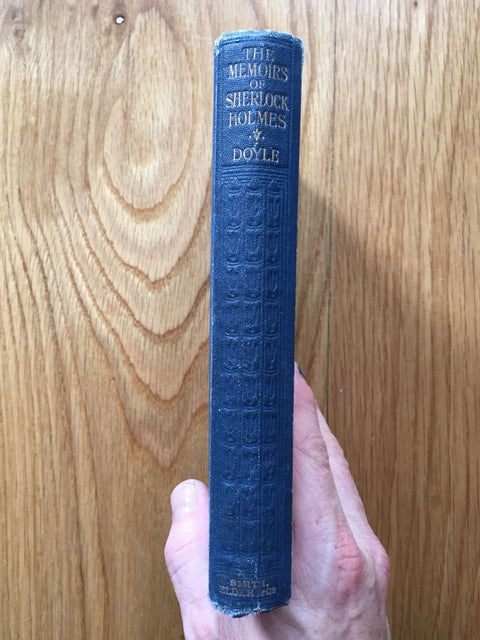 THE
MEMOIRS
OF
SHERLOCK
HOLMES
DOYLE
SMITH,
ELDER, & Co.